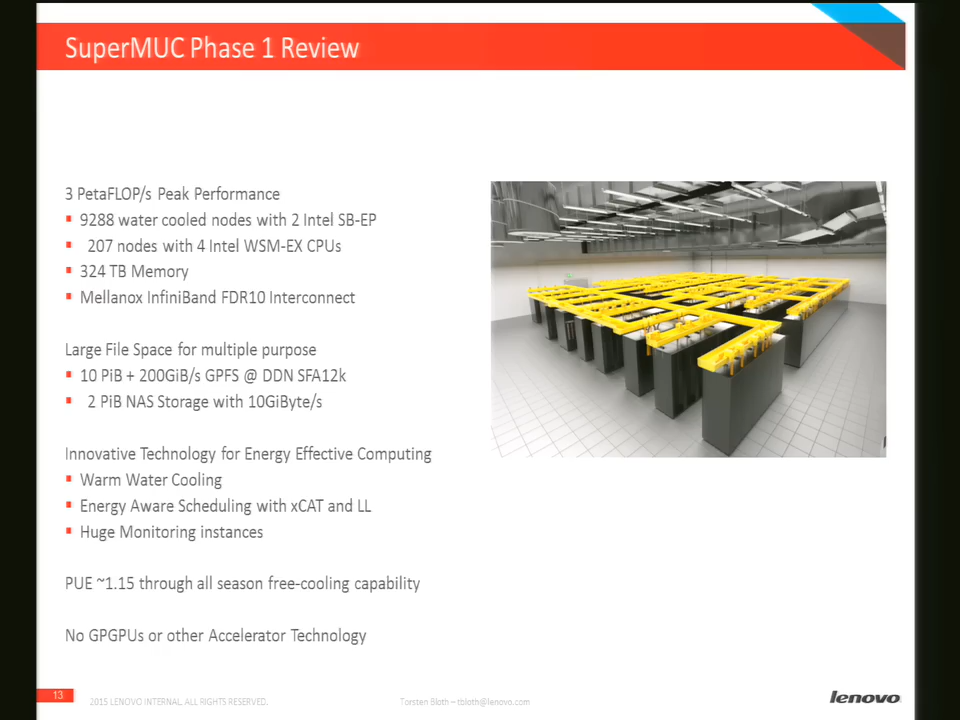 SuperMUC Phase 1 Review
3 PetaFLOP/s Peak Performance
9288 water cooled nodes with 2 Intel SB-EP
207 nodes with 4 Intel WSM-EX CPUs
324 TB Memory
Mellanox InfiniBand FDR10 Interconnect
Large File Space for multiple purpose
10 PiB + 200GiB/s GPFS @ DDN SFA12k
2 PiB NAS Storage with 10GiByte/s
Innovative Technology for Energy Effective Computing
Warm Water Cooling
Energy Aware Scheduling with xCAT and LL
Huge Monitoring instances
PUE ~1.15 through all season free-cooling capability
No GPGPUs or other Accelerator Technology
13
2015 LENOVO INTERNAL. ALL RIGHTS RESERVED.
Torsten Bloth – tbloth@lenovo.com
lenovo